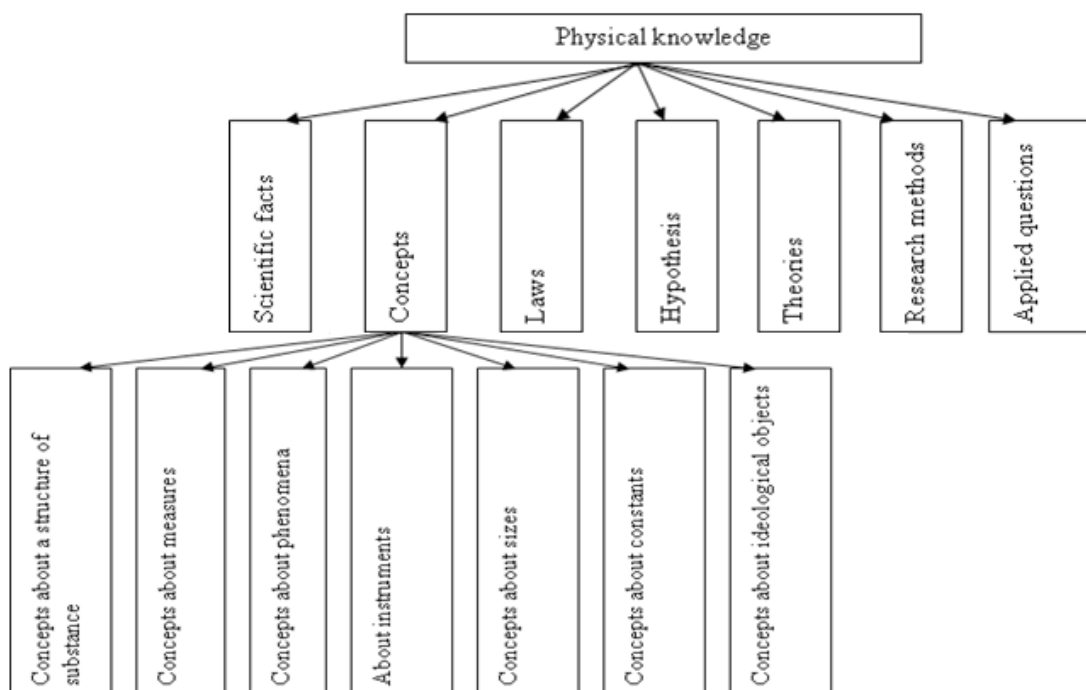 Physical knowledge
Scientific facts
Concepts
Laws
Hypothesis
Theories
Research methods
Applied questions
Concepts about a structure of
substance
Concepts about measures
Concepts about phenomena
About instruments
Concepts about sizes
Concepts about constants
Concepts about ideological objects